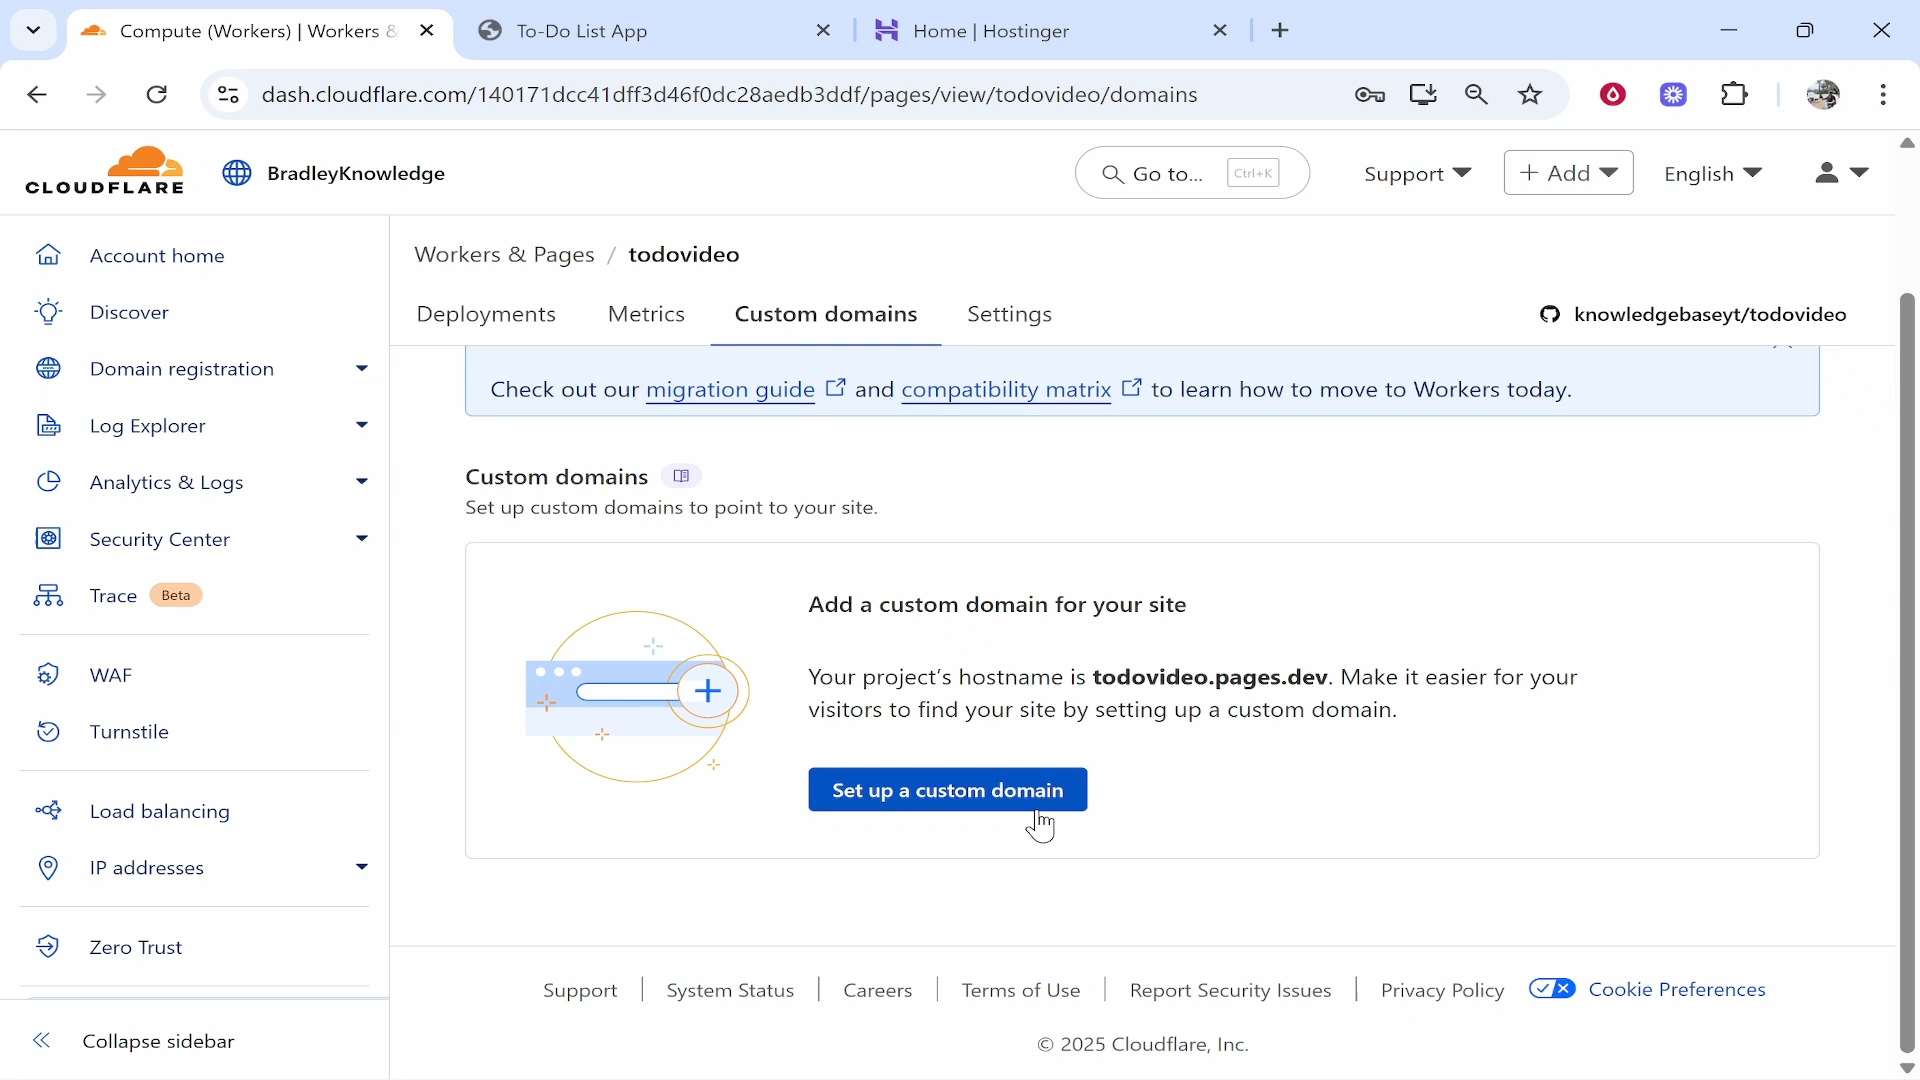 Compute (Workers) | Workers &
To-Do List App
Home | Hostinger
dash.cloudflare.com/140171dcc41dff3d46f0dc28aedb3ddf/pages/view/todovideo/domains
CLOUDFLARE
BradleyKnowledge
Go to...
Ctrl+K
Support
+ Add
English
Account home
Discover
Domain registration
Log Explorer
Analytics & Logs
Security Center
Trace Beta
WAF
Turnstile
Load balancing
IP addresses
Zero Trust
Collapse sidebar
Workers & Pages / todovideo
Deployments
Metrics
Custom domains
Settings
knowledgebaseyt/todovideo
Check out our migration guide and compatibility matrix to learn how to move to Workers today.
Custom domains
Set up custom domains to point to your site.
Add a custom domain for your site
Your project's hostname is todovideo.pages.dev. Make it easier for your
visitors to find your site by setting up a custom domain.
Set up a custom domain
Support
System Status
Careers
Terms of Use
Report Security Issues
Privacy Policy
Cookie Preferences
© 2025 Cloudflare, Inc.